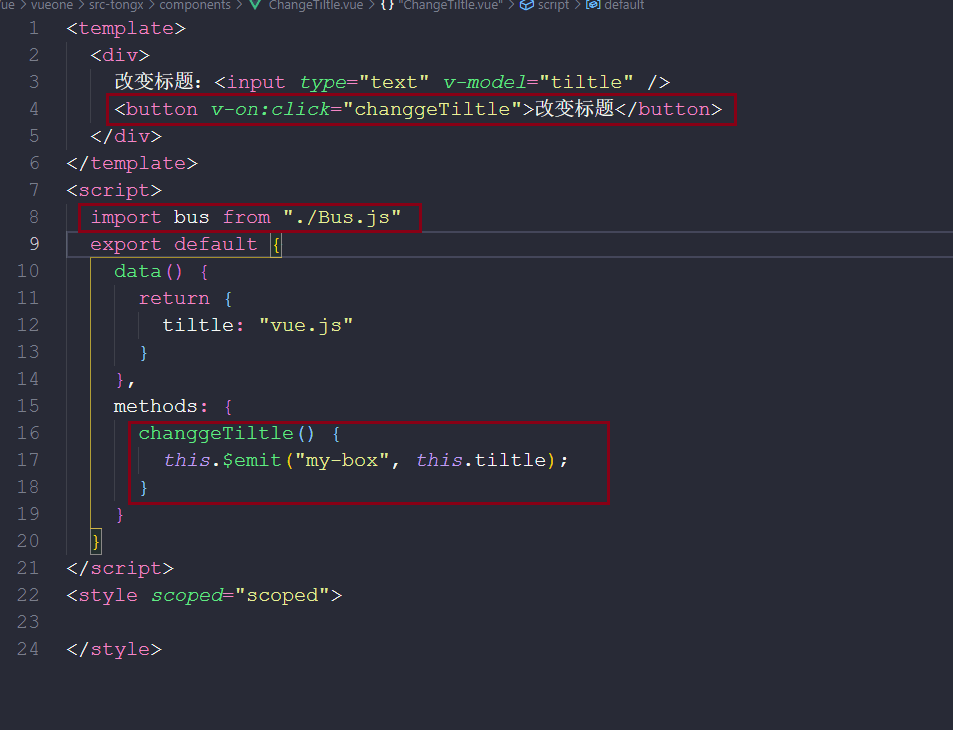 ue > vueone > src-tongx > components > ChangeTiltle.vue > {} "ChangeTiltle.vue" > script > default
1 <template>
2 <div>
3 改变标题：<input type="text" v-model="tiltle" />
4 <button v-on:click="changgeTiltle">改变标题</button>
5 </div>
6 </template>
7 <script>
8 import bus from "./Bus.js"
9 export default {
10 data() {
11 return {
12 tiltle: "vue.js"
13 }
14 },
15 methods: {
16 changgeTiltle() {
17 this.$emit("my-box", this.tiltle);
18 }
19 }
20 }
21 </script>
22 <style scoped="scoped">
23
24 </style>